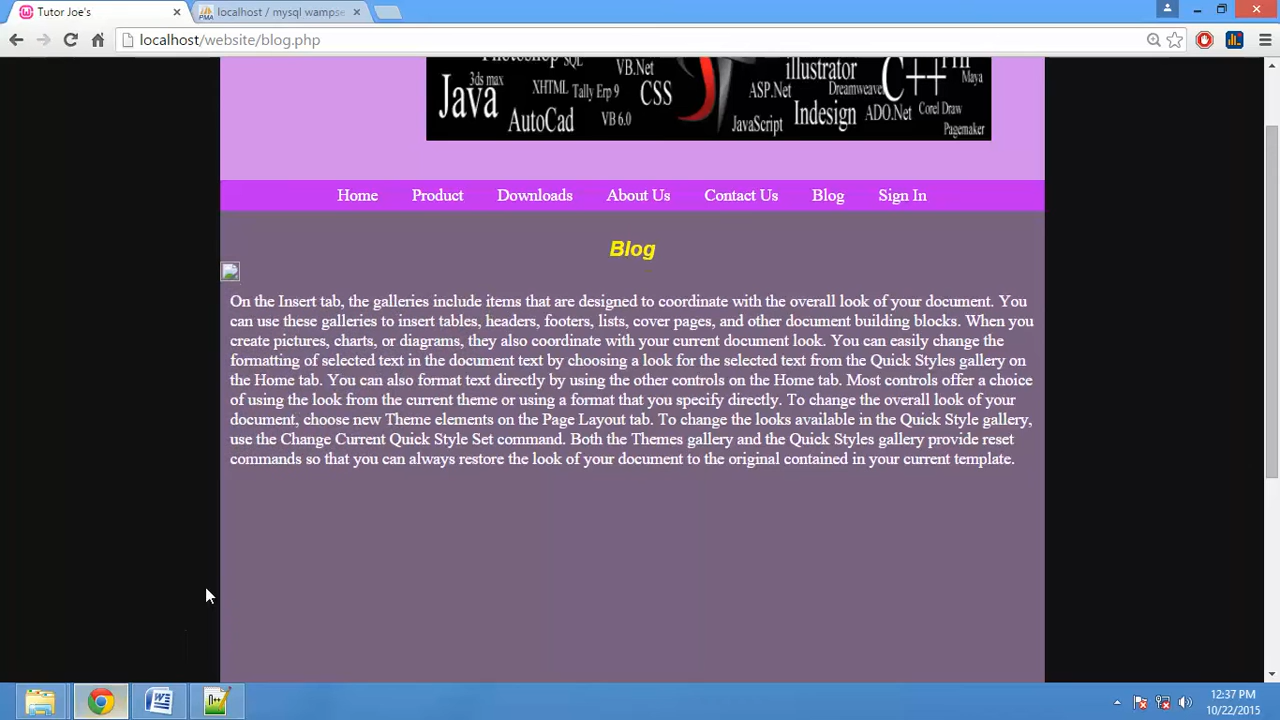 Tutor Joe's
localhost / mysql wampse
localhost/website/blog.php
Photoshop SQL VB.Net illustrator C++ Maya
3ds max XHTML Tally Erp 9 CSS ASP.Net Dreamweaver
Java AutoCad VB 6.0 JavaScript Indesign ADO.Net Corel Draw
Pagemaker
Home Product Downloads About Us Contact Us Blog Sign In
Blog
On the Insert tab, the galleries include items that are designed to coordinate with the overall look of your document. You
can use these galleries to insert tables, headers, footers, lists, cover pages, and other document building blocks. When you
create pictures, charts, or diagrams, they also coordinate with your current document look. You can easily change the
formatting of selected text in the document text by choosing a look for the selected text from the Quick Styles gallery on
the Home tab. You can also format text directly by using the other controls on the Home tab. Most controls offer a choice
of using the look from the current theme or using a format that you specify directly. To change the overall look of your
document, choose new Theme elements on the Page Layout tab. To change the looks available in the Quick Style gallery,
use the Change Current Quick Style Set command. Both the Themes gallery and the Quick Styles gallery provide reset
commands so that you can always restore the look of your document to the original contained in your current template.
12:37 PM
10/22/2015